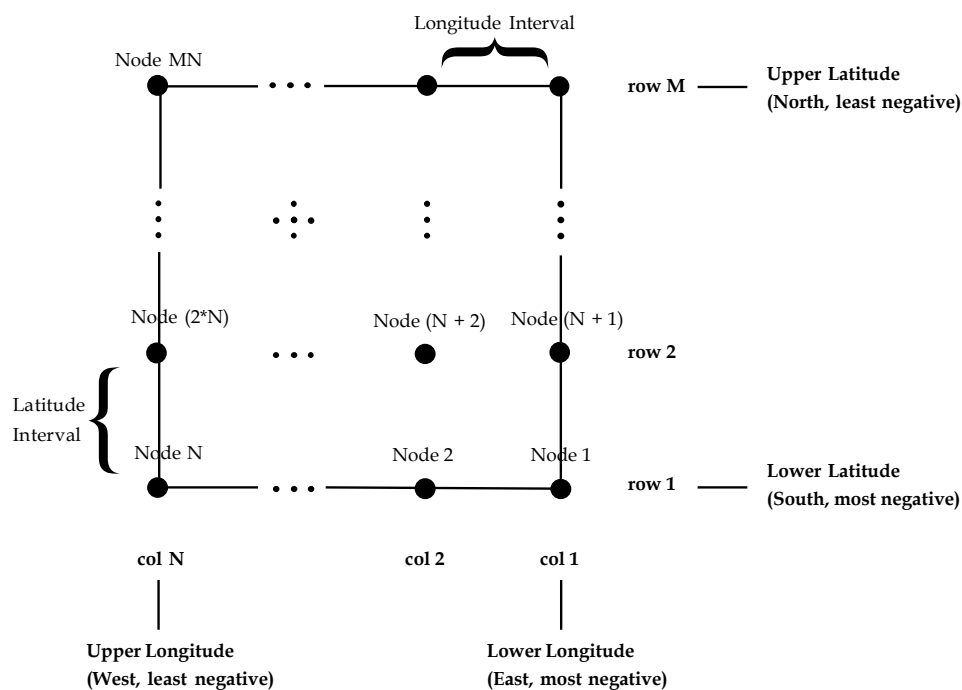 Longitude Interval
Node MN
row M
Upper Latitude
(North, least negative)
Node (2*N)
Node (N + 2)
Node (N + 1)
row 2
Latitude
Interval
Node N
Node 2
Node 1
row 1
Lower Latitude
(South, most negative)
col N
col 2
col 1
Upper Longitude
(West, least negative)
Lower Longitude
(East, most negative)